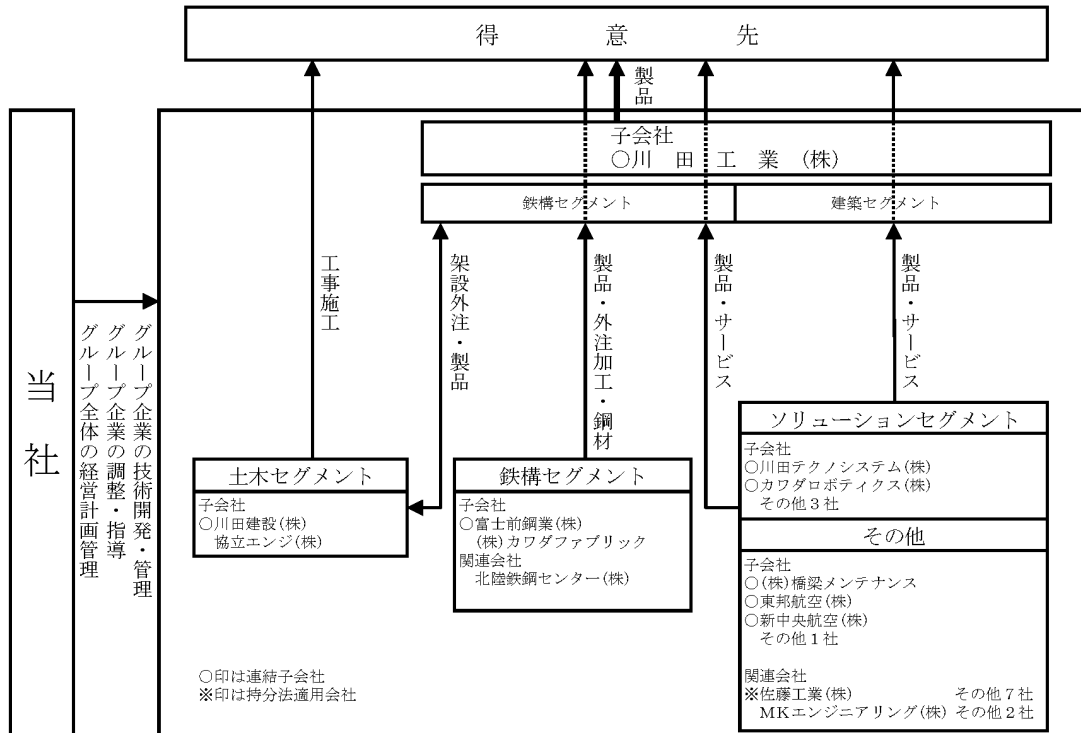 得意先
製品
子会社
○川田工業(株)
鉄構セグメント
建築セグメント
工事施工
架設外注・製品
製品・外注加工・鋼材
製品・サービス
製品・サービス
当社
グループ企業の技術開発・管理
グループ企業の調整・指導
グループ全体の経営計画管理
土木セグメント
子会社
○川田建設(株)
協立エンジ(株)
鉄構セグメント
子会社
○富士前鋼業(株)
(株)カワダファブリック
関連会社
北陸鉄鋼センター(株)
ソリューションセグメント
子会社
○川田テクノシステム(株)
○カワダロボティクス(株)
その他3社
その他
子会社
○(株)橋梁メンテナンス
○東邦航空(株)
○新中央航空(株)
その他1社
関連会社
※佐藤工業(株) その他7社
MKエンジニアリング(株) その他2社
○印は連結子会社
※印は持分法適用会社